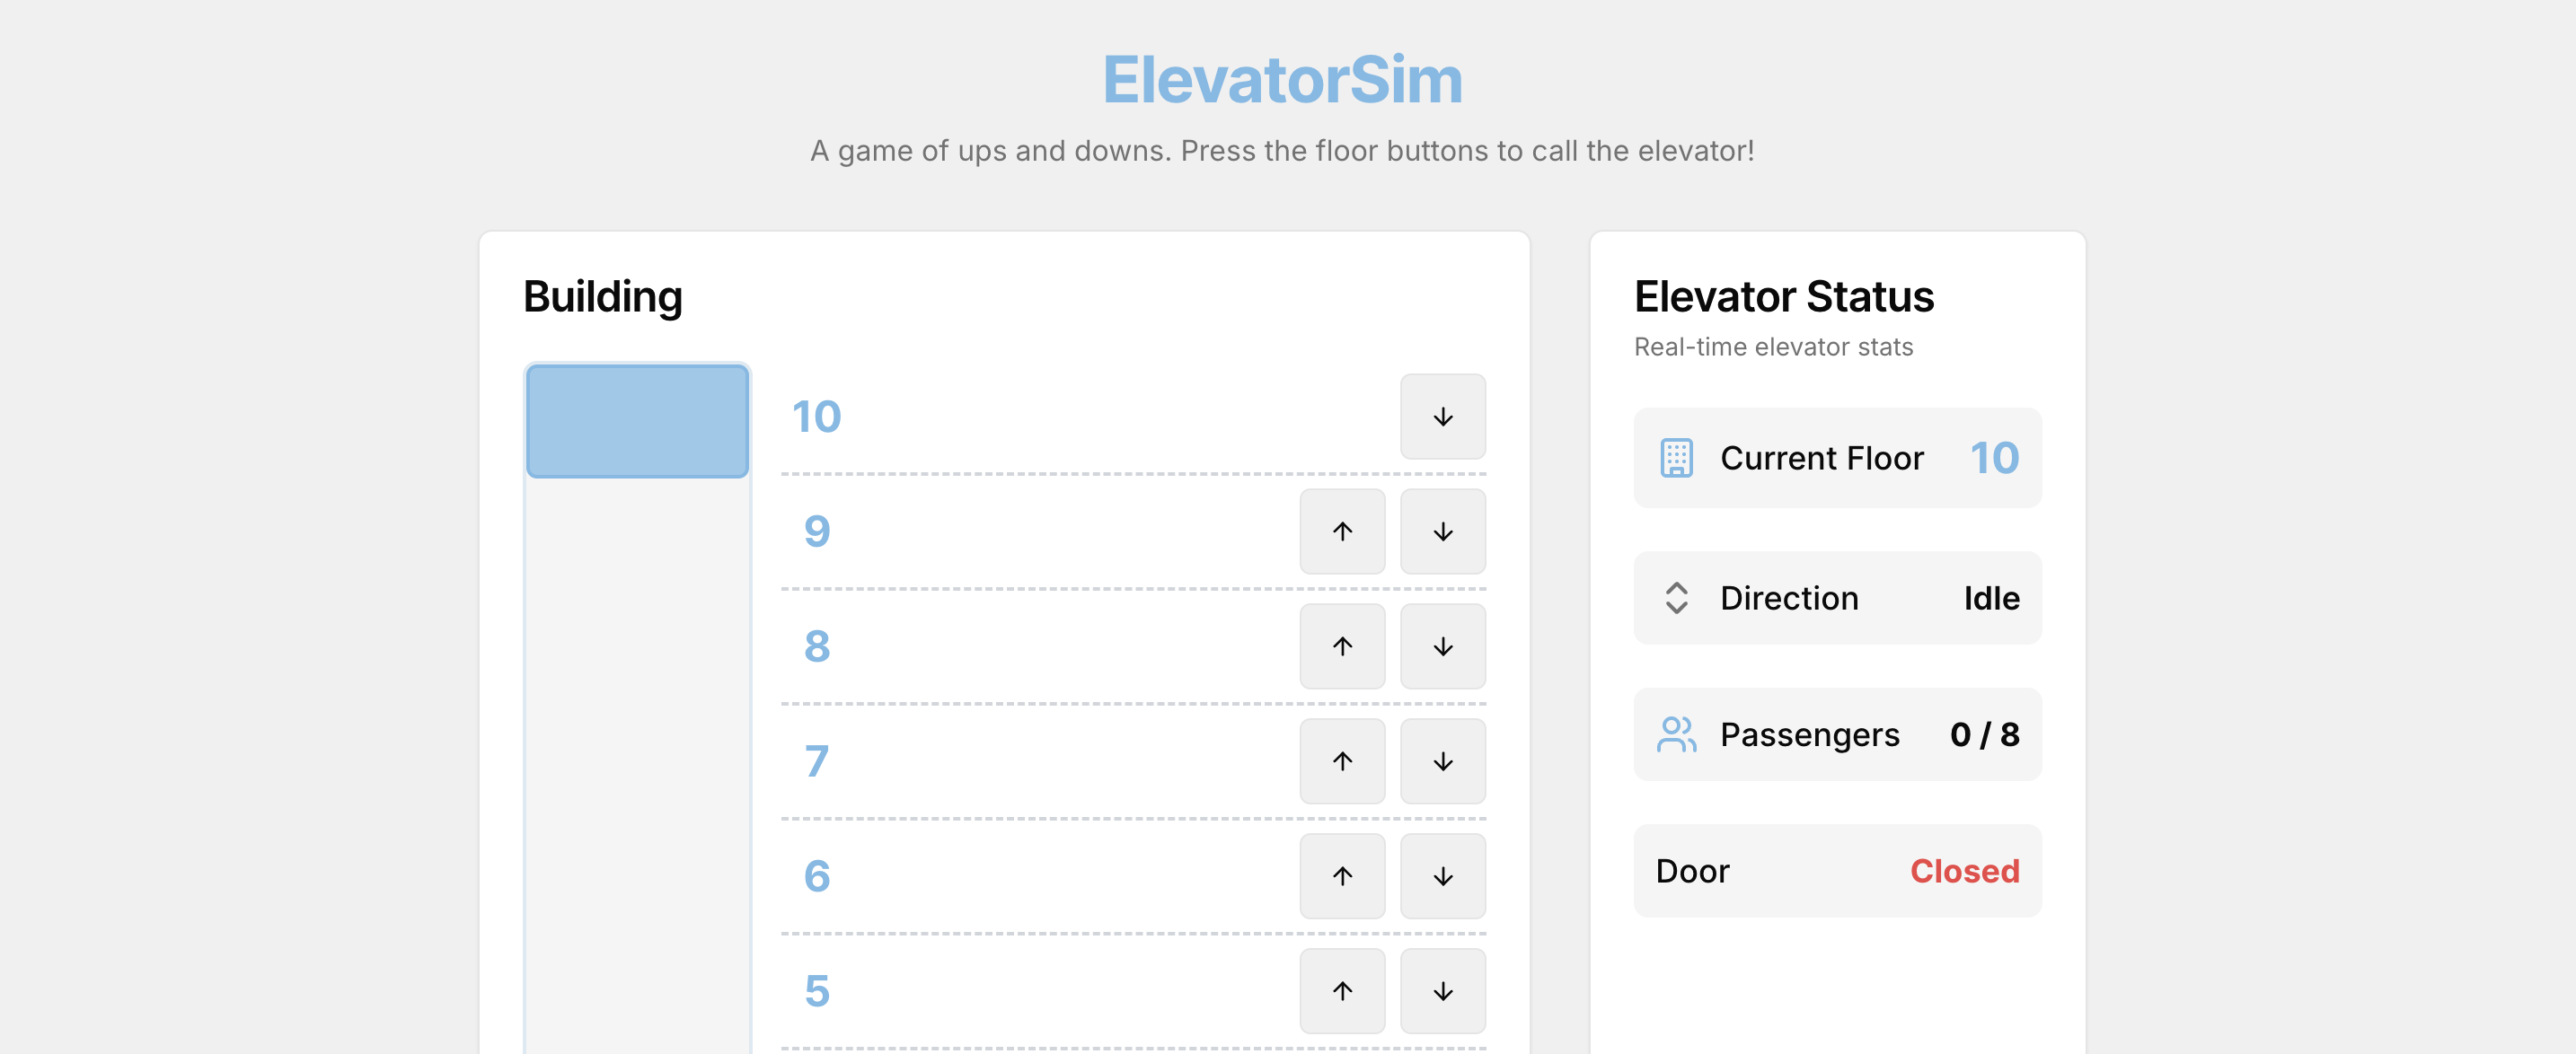 ElevatorSim
A game of ups and downs. Press the floor buttons to call the elevator!
Building
10
9
8
7
6
5
Elevator Status
Real-time elevator stats
Current Floor 10
Direction Idle
Passengers 0 / 8
Door Closed